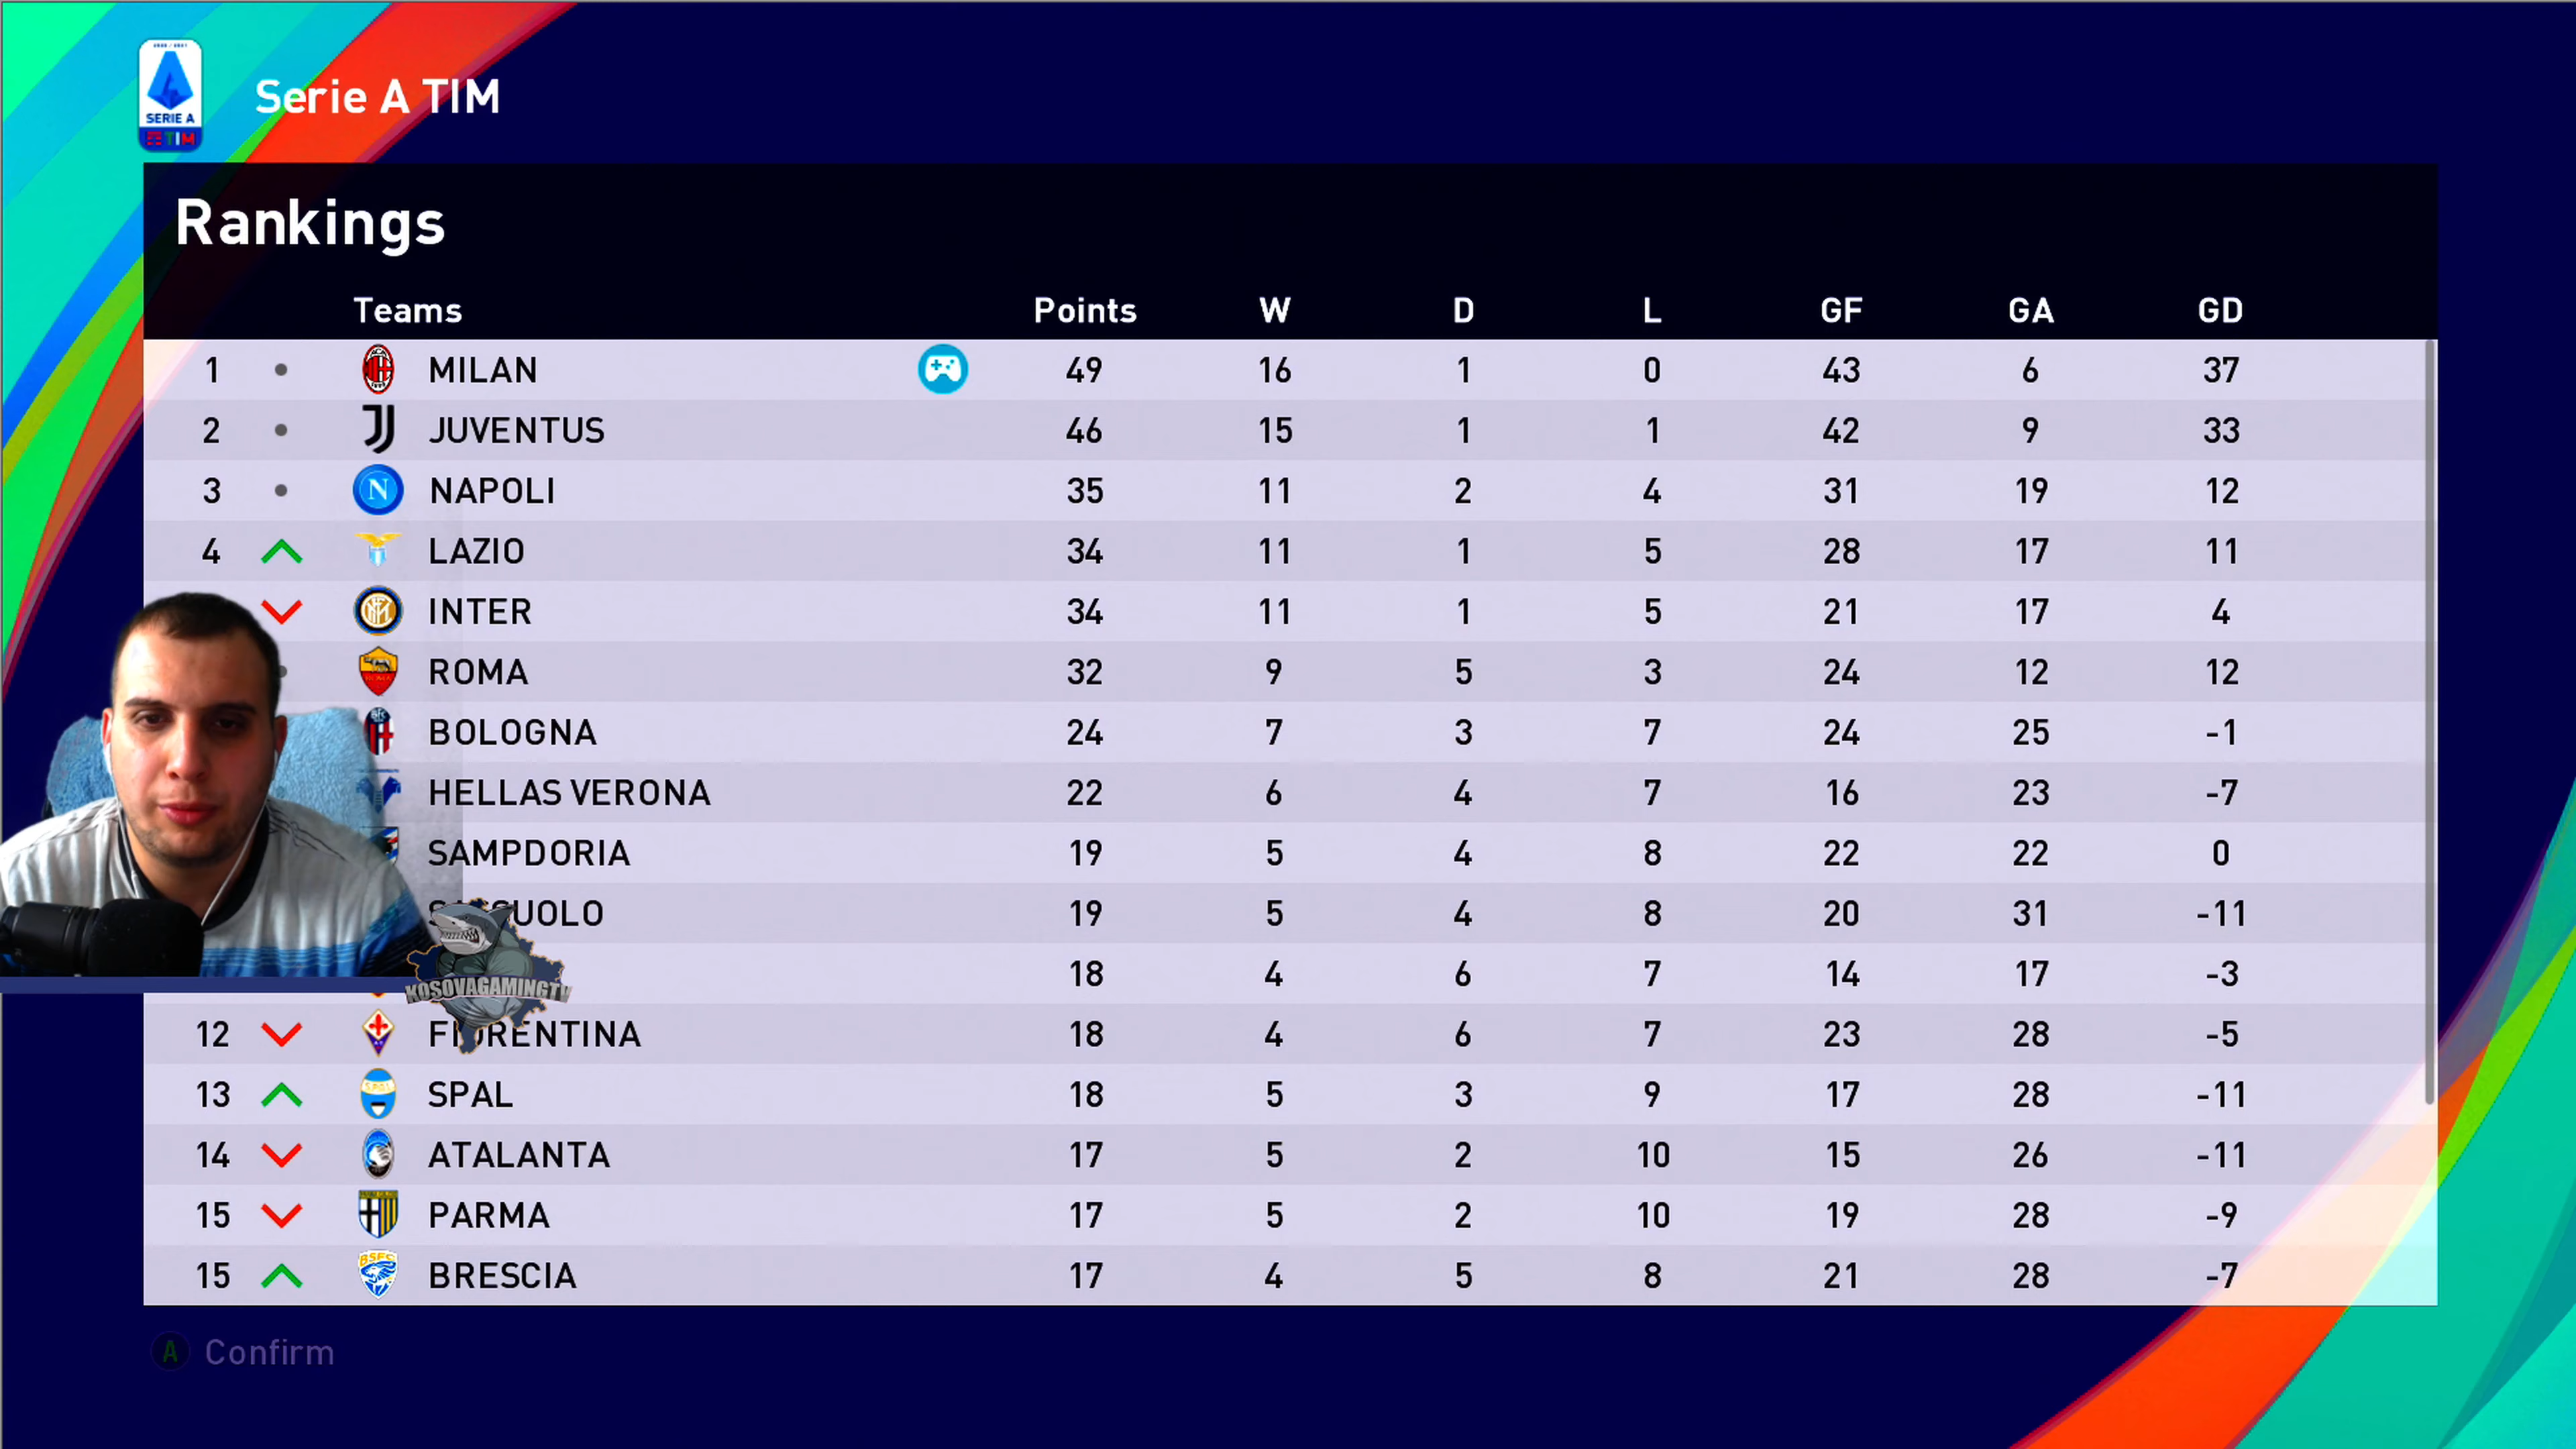 SERIE A
TIM
Serie A TIM
Rankings
Teams Points W D L GF GA GD
1 MILAN 49 16 1 0 43 6 37
2 JUVENTUS 46 15 1 1 42 9 33
3 N NAPOLI 35 11 2 4 31 19 12
4 LAZIO 34 11 1 5 28 17 11
INTER 34 11 1 5 21 17 4
ROMA 32 9 5 3 24 12 12
BOLOGNA 24 7 3 7 24 25 -1
HELLAS VERONA 22 6 4 7 16 23 -7
SAMPDORIA 19 5 4 8 22 22 0
19 5 4 8 20 31 -11
18 4 6 7 14 17 -3
KOSOVAGAMINGTV
12 FIORENTINA 18 4 6 7 23 28 -5
13 SPAL 18 5 3 9 17 28 -11
14 ATALANTA 17 5 2 10 15 26 -11
15 PARMA 17 5 2 10 19 28 -9
15 BSFC BRESCIA 17 4 5 8 21 28 -7
A Confirm